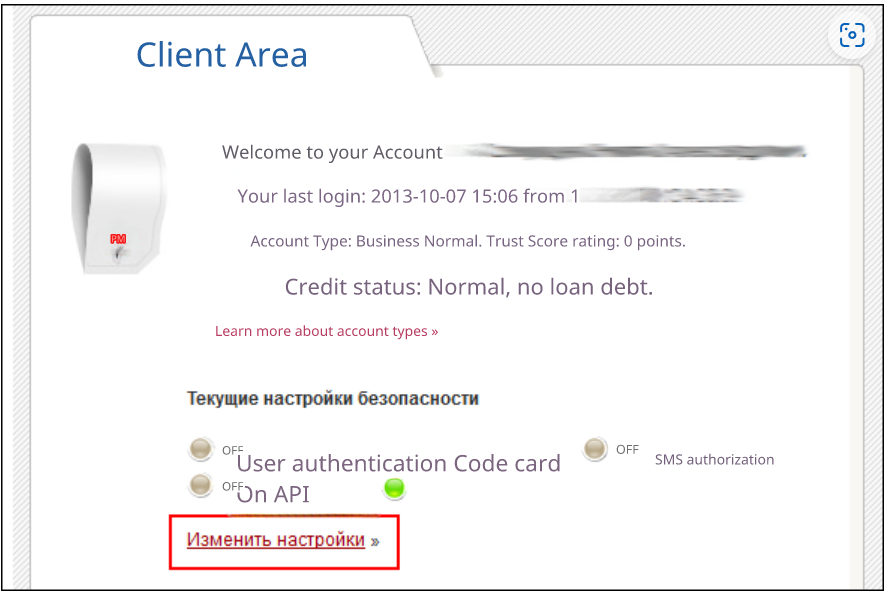 Client Area
Welcome to your Account
Your last login: 2013-10-07 15:06 from 1
PM
Account Type: Business Normal. Trust Score rating: 0 points.
Credit status: Normal, no loan debt.
Learn more about account types »
Текущие настройки безопасности
OFF User authentication Code card OFF SMS authorization
OFF On API
Изменить настройки »